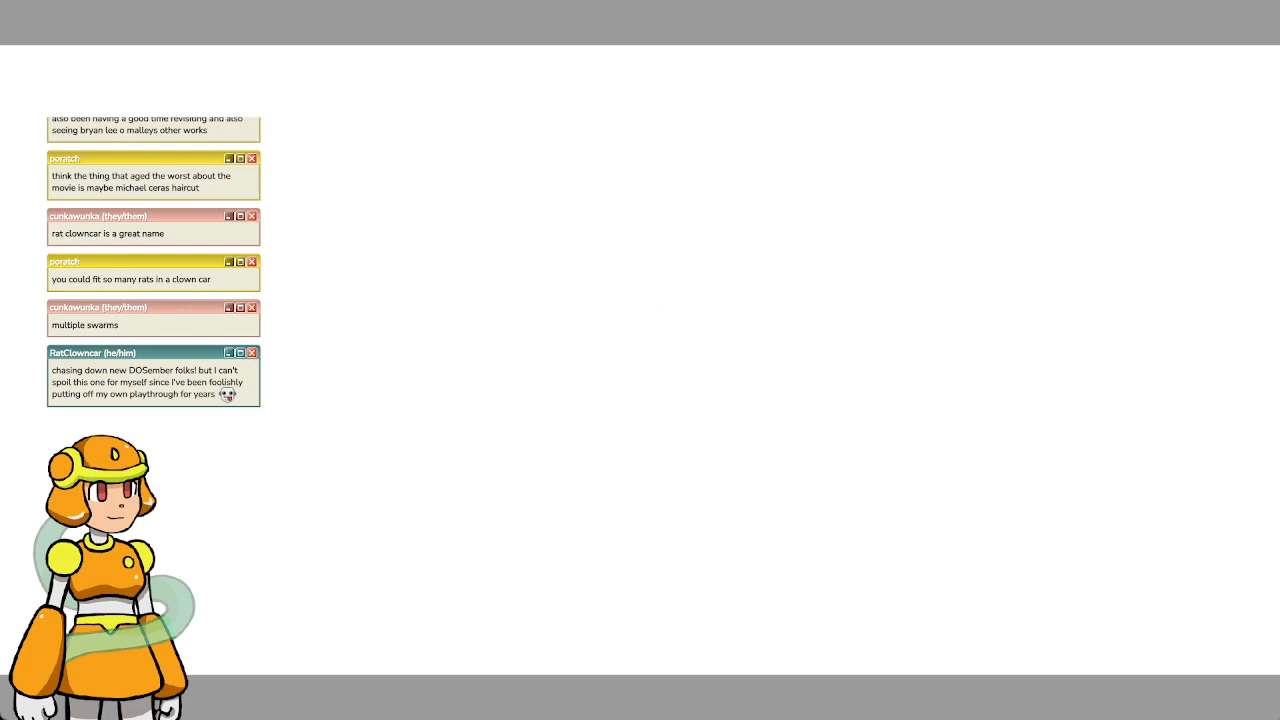 also been having a good time revisiung and also
seeing bryan lee o malleys other works
poratch
think the thing that aged the worst about the
movie is maybe michael ceras haircut
cunkawunka (they/them)
rat clowncar is a great name
poratch
you could fit so many rats in a clown car
cunkawunka (they/them)
multiple swarms
RatClowncar (he/him)
chasing down new DOSember folks! but I can't
spoil this one for myself since I've been foolishly
putting off my own playthrough for years